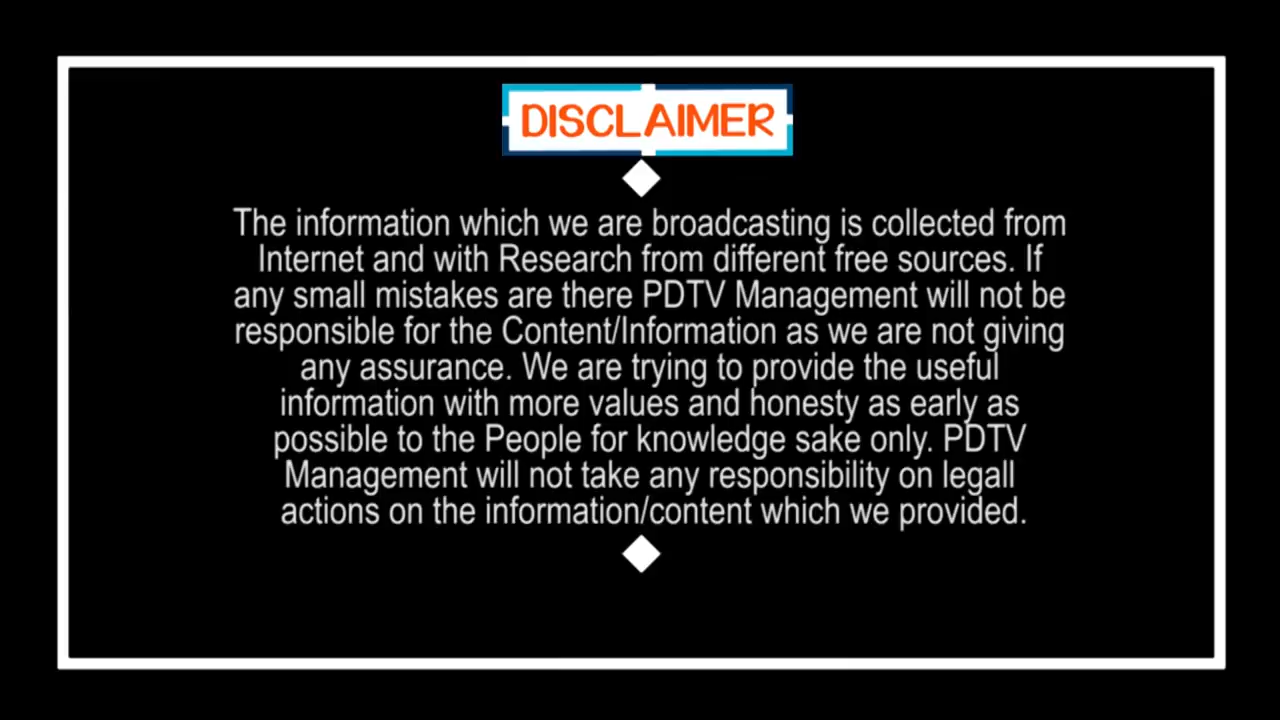 DISCLAIMER
The information which we are broadcasting is collected from
Internet and with Research from different free sources. If
any small mistakes are there PDTV Management will not be
responsible for the Content/Information as we are not giving
any assurance. We are trying to provide the useful
information with more values and honesty as early as
possible to the People for knowledge sake only. PDTV
Management will not take any responsibility on legall
actions on the information/content which we provided.